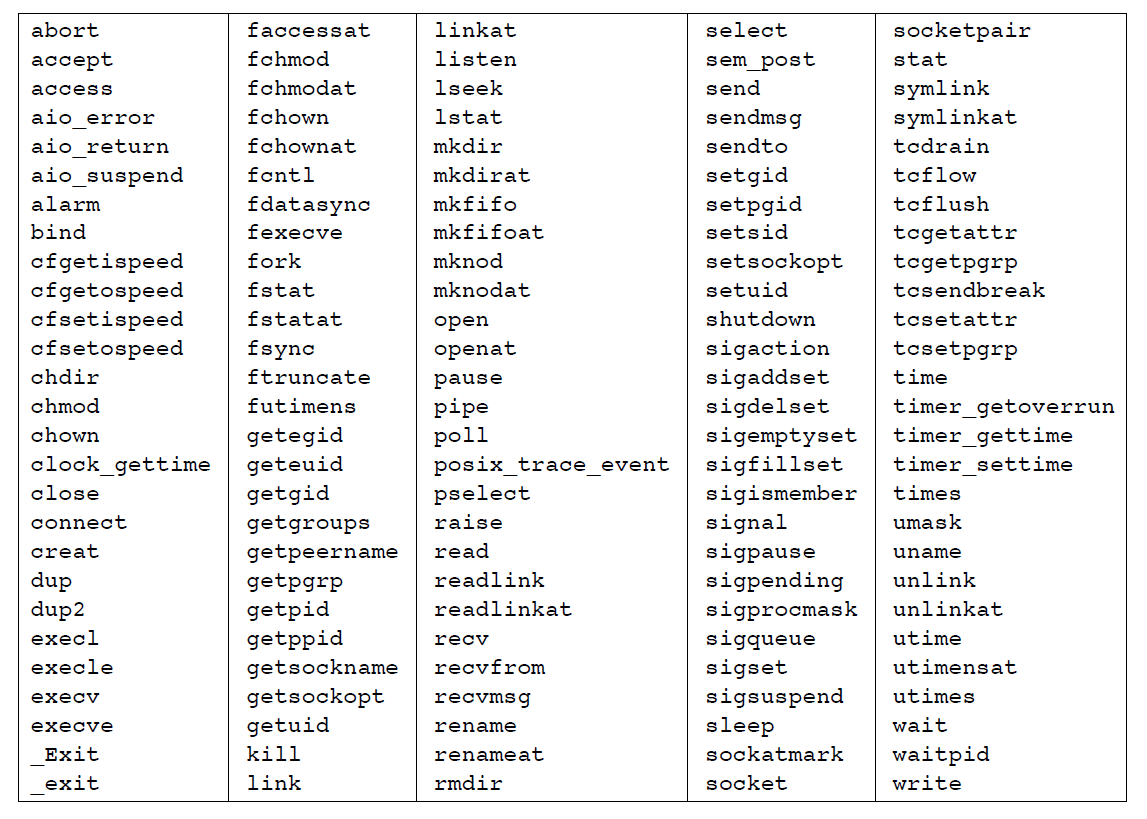 abort faccessat linkat select socketpair
accept fchmod listen sem_post stat
access fchmodat lseek send symlink
aio_error fchown lstat sendmsg symlinkat
aio_return fchownat mkdir sendto tcdrain
aio_suspend fcntl mkdirat setgid tcflow
alarm fdatasync mkfifo setpgid tcflush
bind fexecve mkfifoat setsid tcgetattr
cfgetispeed fork mknod setsockopt tcgetpgrp
cfgetospeed fstat mknodat setuid tcsendbreak
cfsetispeed fstatat open shutdown tcsetattr
cfsetospeed fsync openat sigaction tcsetpgrp
chdir ftruncate pause sigaddset time
chmod futimens pipe sigdelset timer_getoverrun
chown getegid poll sigemptyset timer_gettime
clock_gettime geteuid posix_trace_event sigfillset timer_settime
close getgid pselect sigismember times
connect getgroups raise signal umask
creat getpeername read sigpause uname
dup getpgrp readlink sigpending unlink
dup2 getpid readlinkat sigprocmask unlinkat
execl getppid recv sigqueue utime
execle getsockname recvfrom sigset utimensat
execv getsockopt recvmsg sigsuspend utimes
execve getuid rename sleep wait
_Exit kill renameat sockatmark waitpid
_exit link rmdir socket write